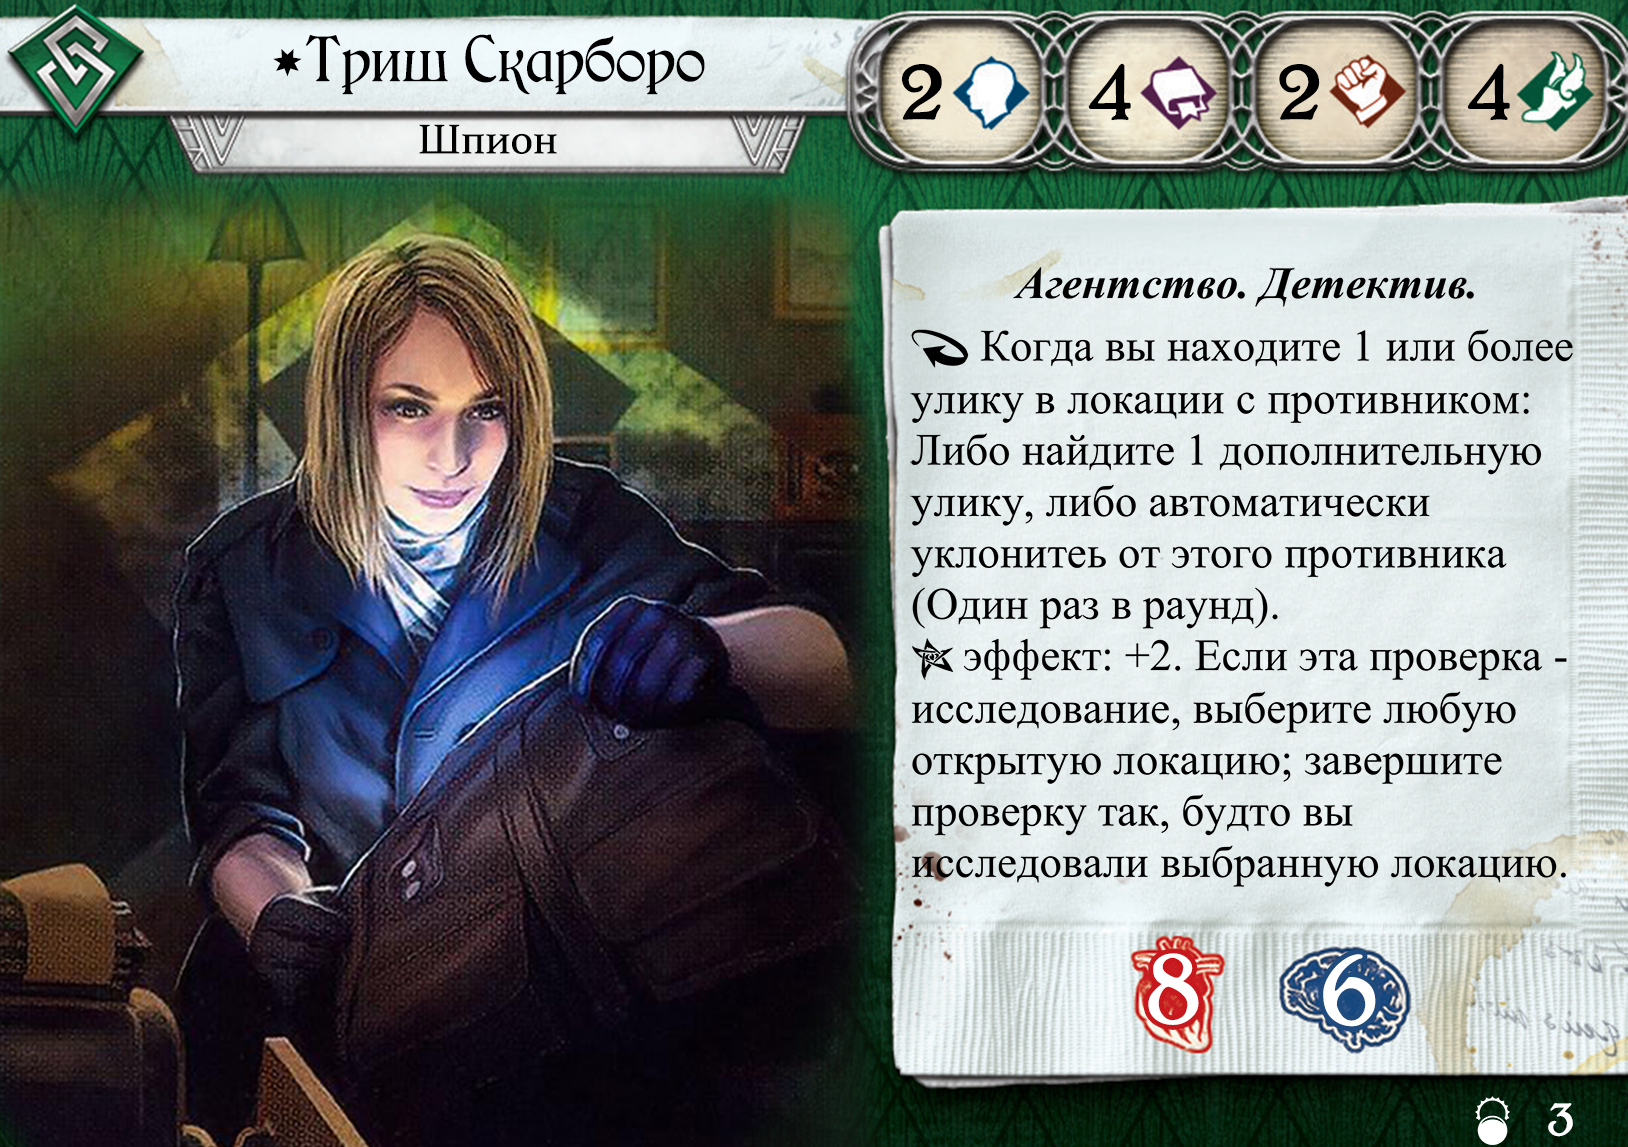 Триш Скарборо
2 4 2 4
Шпион
Агентство. Детектив.
Когда вы находите 1 или более
улику в локации с противником:
Либо найдите 1 дополнительную
улику, либо автоматически
уклонитеь от этого противника
(Один раз в раунд).
эффект: +2. Если эта проверка -
исследование, выберите любую
открытую локацию; завершите
проверку так, будто вы
исследовали выбранную локацию.
8 6
3